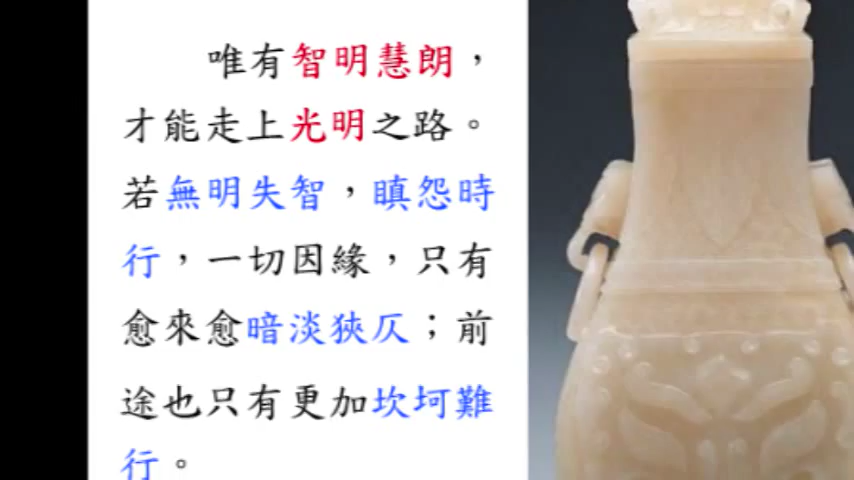 唯有智明慧朗，
才能走上光明之路。
若無明失智，瞋怨時
行，一切因緣，只有
愈來愈暗淡狹仄；前
途也只有更加坎坷難
行。